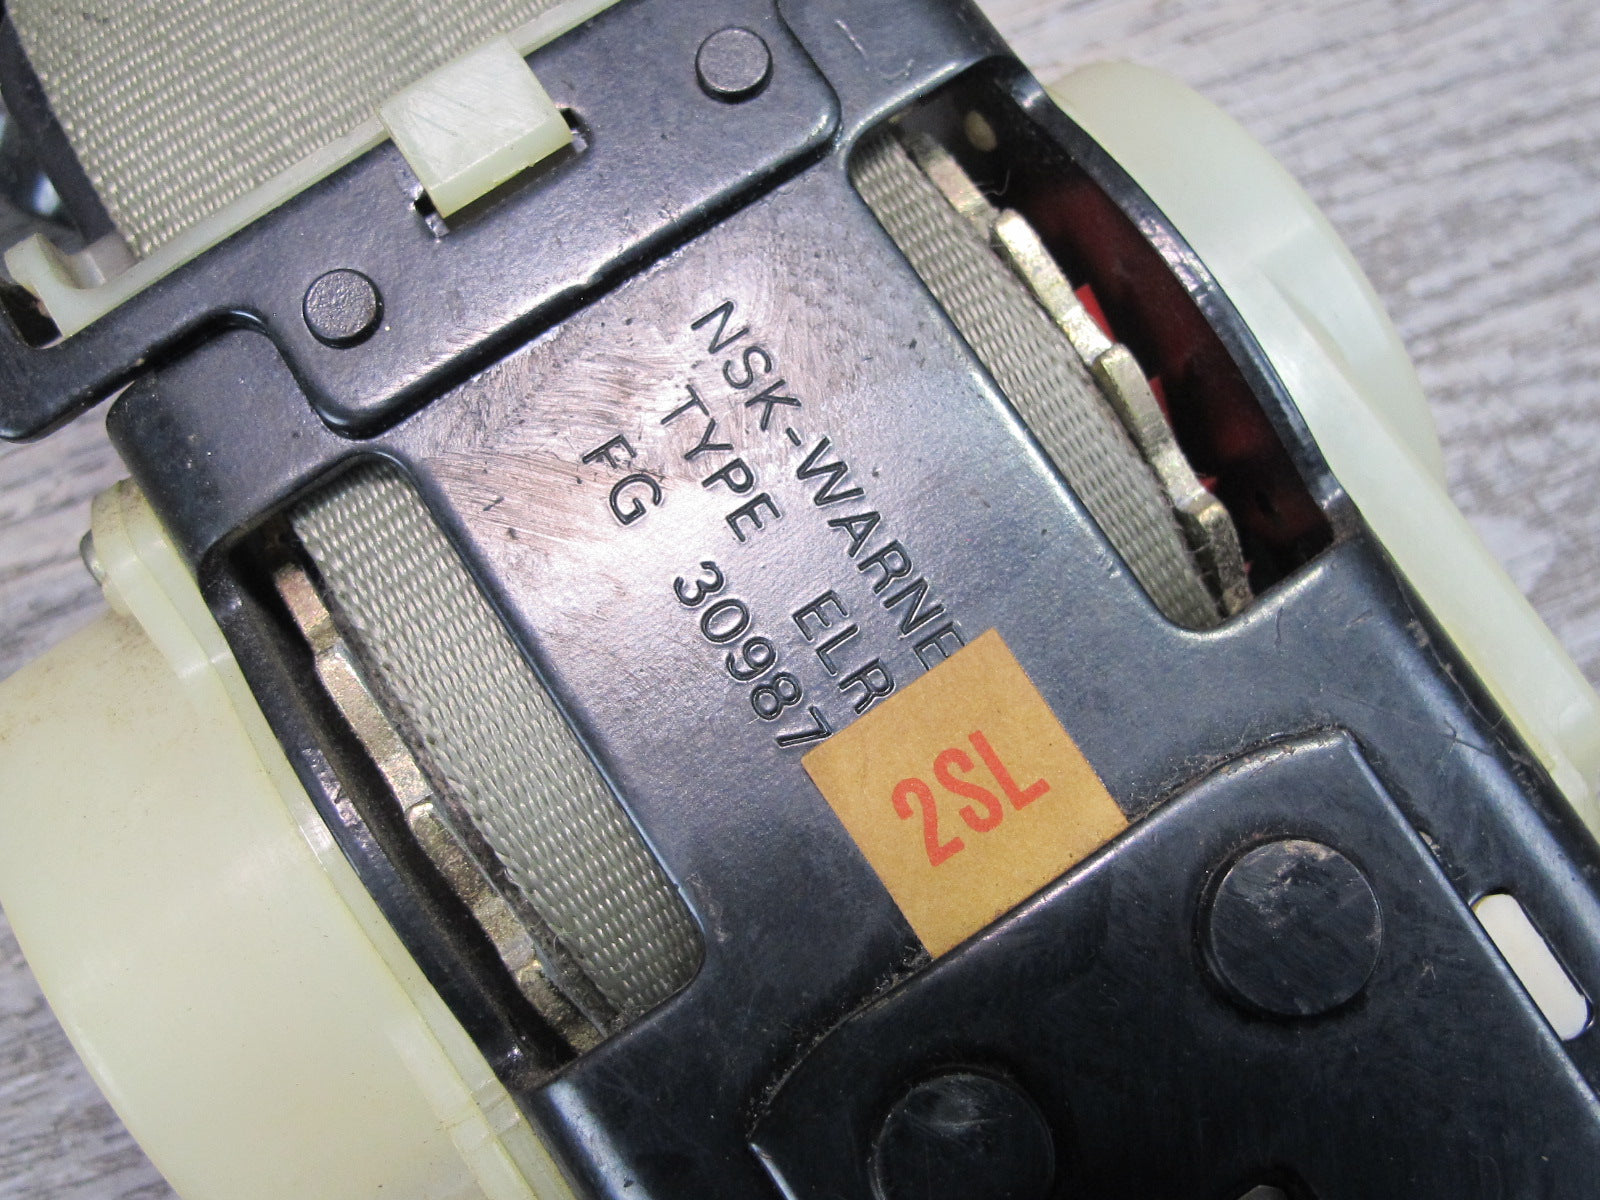 NSK-WARNE
TYPE ELR
FG 30987
2SL